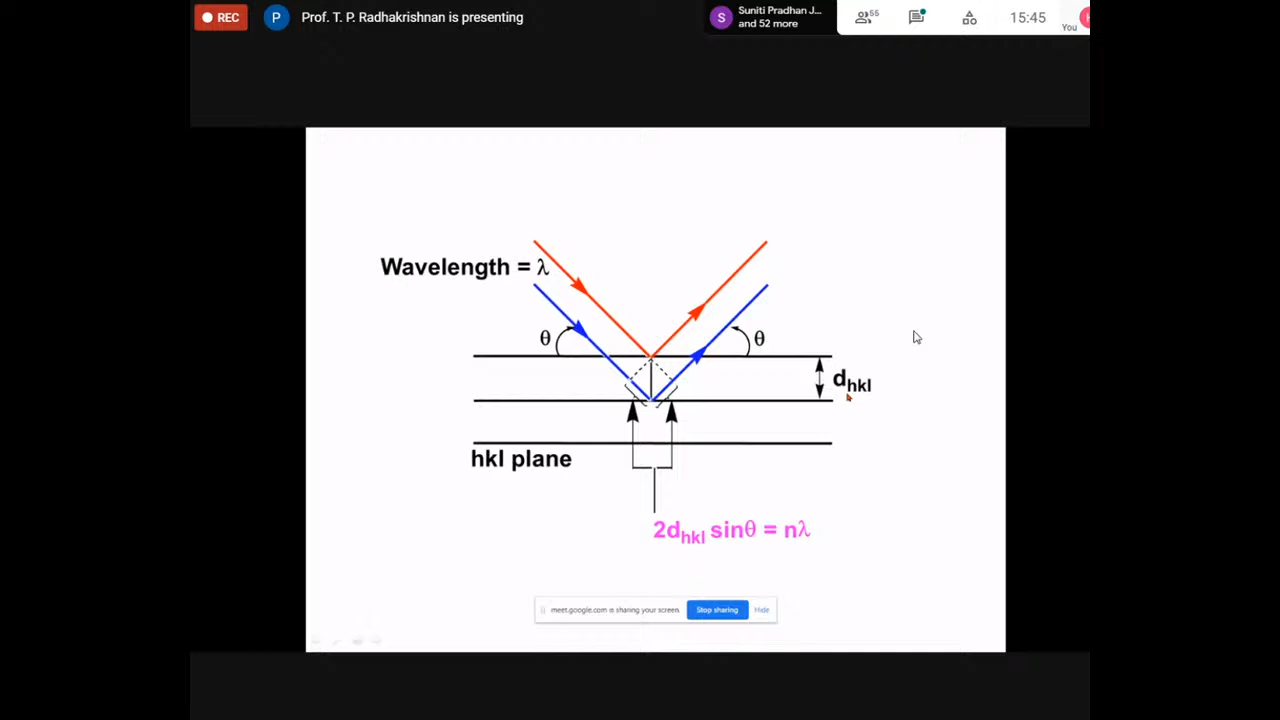 REC
P
Prof. T. P. Radhakrishnan is presenting
S
Suniti Pradhan J...
and 52 more
55
15:45
You
Wavelength = λ
θ
θ
dhkl
hkl plane
2dhkl sinθ = nλ
meet.google.com is sharing your screen.
Stop sharing
Hide